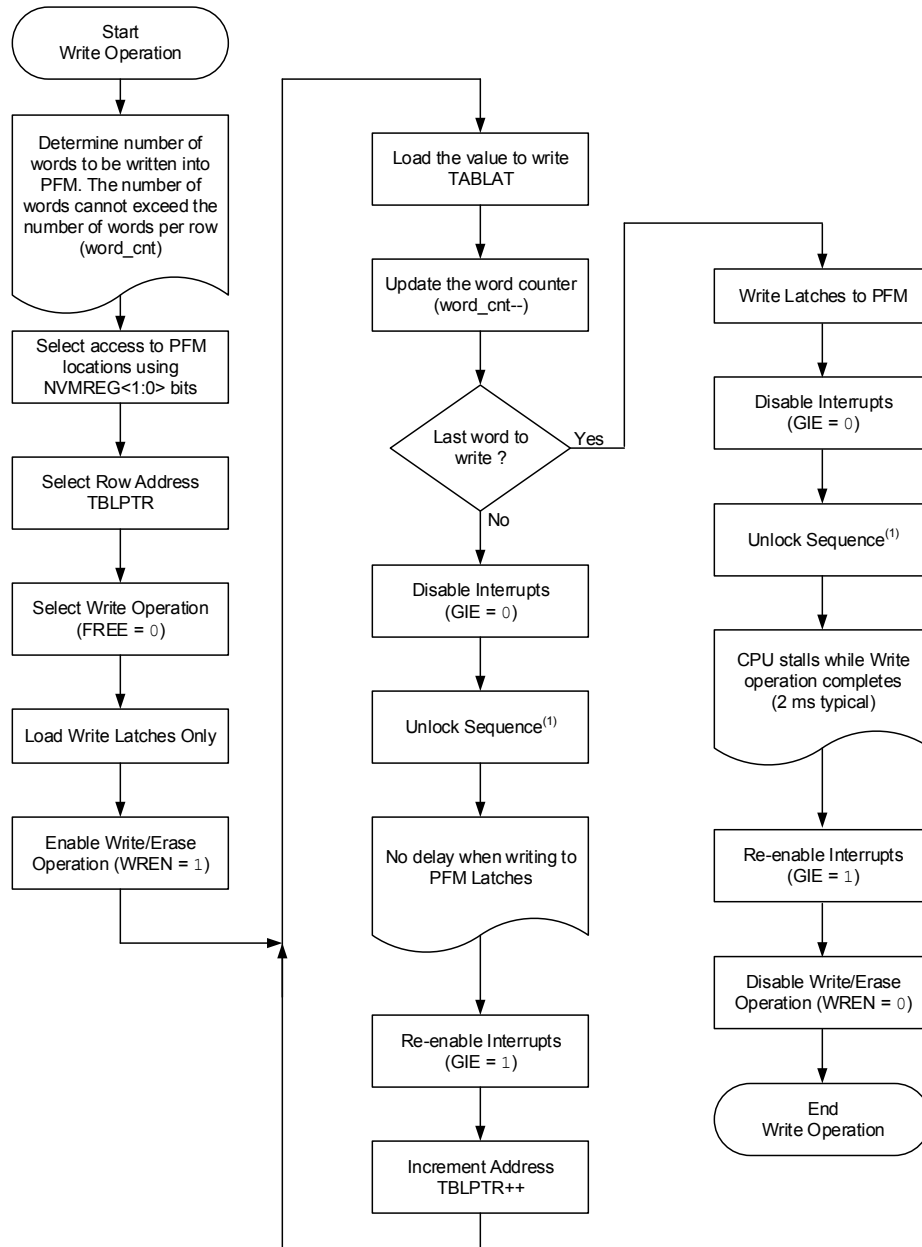 Start
Write Operation
Determine number of
words to be written into
PFM. The number of
words cannot exceed the
number of words per row
(word_cnt)
Select access to PFM
locations using
NVMREG<1:0> bits
Select Row Address
TBLPTR
Select Write Operation
(FREE = 0)
Load Write Latches Only
Enable Write/Erase
Operation (WREN = 1)
Load the value to write
TABLAT
Update the word counter
(word_cnt--)
Last word to
write ?
Yes
No
Disable Interrupts
(GIE = 0)
Unlock Sequence(1)
No delay when writing to
PFM Latches
Re-enable Interrupts
(GIE = 1)
Increment Address
TBLPTR++
Write Latches to PFM
Disable Interrupts
(GIE = 0)
Unlock Sequence(1)
CPU stalls while Write
operation completes
(2 ms typical)
Re-enable Interrupts
(GIE = 1)
Disable Write/Erase
Operation (WREN = 0)
End
Write Operation